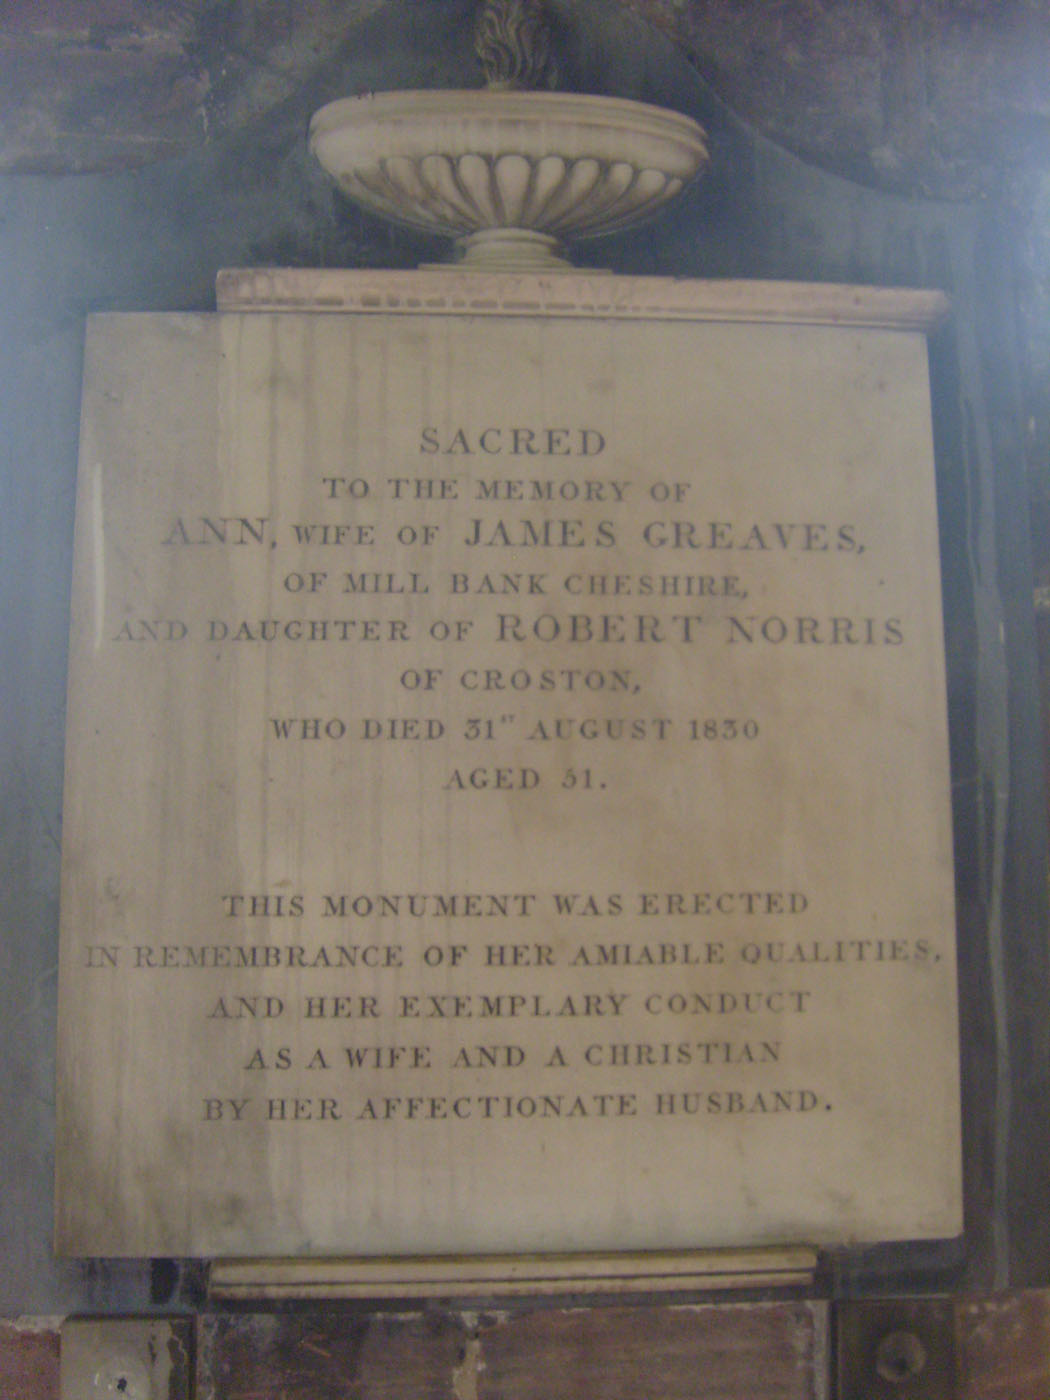 SACRED
TO THE MEMORY OF
ANN, WIFE OF JAMES GREAVES,
OF MILL BANK CHESHIRE,
AND DAUGHTER OF ROBERT NORRIS
OF CROSTON,
WHO DIED 31ST AUGUST 1830
AGED 51.
THIS MONUMENT WAS ERECTED
IN REMEMBRANCE OF HER AMIABLE QUALITIES,
AND HER EXEMPLARY CONDUCT
AS A WIFE AND A CHRISTIAN
BY HER AFFECTIONATE HUSBAND.